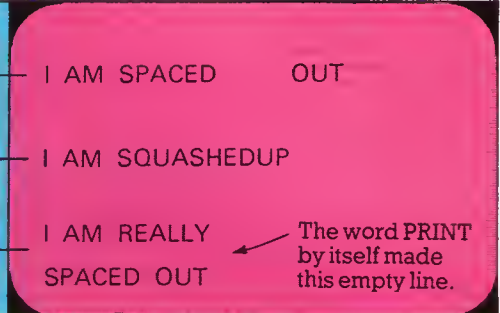 I AM SPACED OUT
I AM SQUASHEDUP
I AM REALLY
SPACED OUT
The word PRINT
by itself made
this empty line.